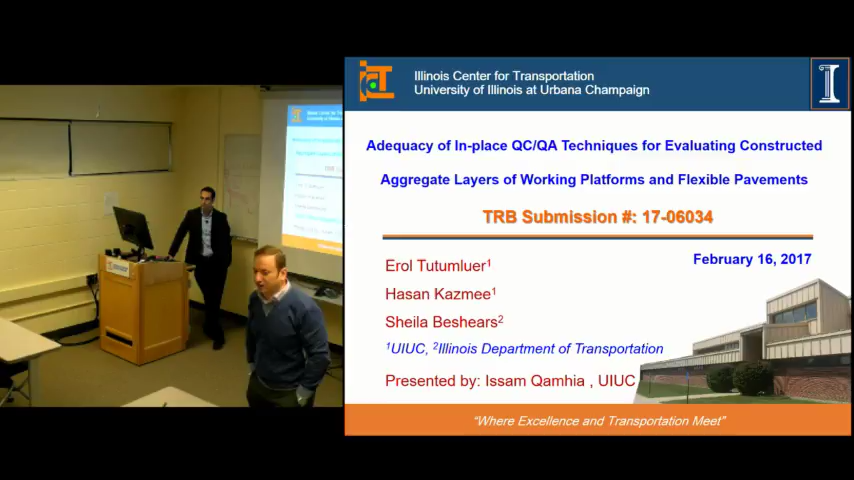 Illinois Center for Transportation
University of Illinois at Urbana Champaign
Adequacy of In-place QC/QA Techniques for Evaluating Constructed
Aggregate Layers of Working Platforms and Flexible Pavements
TRB Submission #: 17-06034
February 16, 2017
Erol Tutumluer¹
Hasan Kazmee¹
Sheila Beshears²
¹UIUC, ²Illinois Department of Transportation
Presented by: Issam Qamhia , UIUC
"Where Excellence and Transportation Meet"